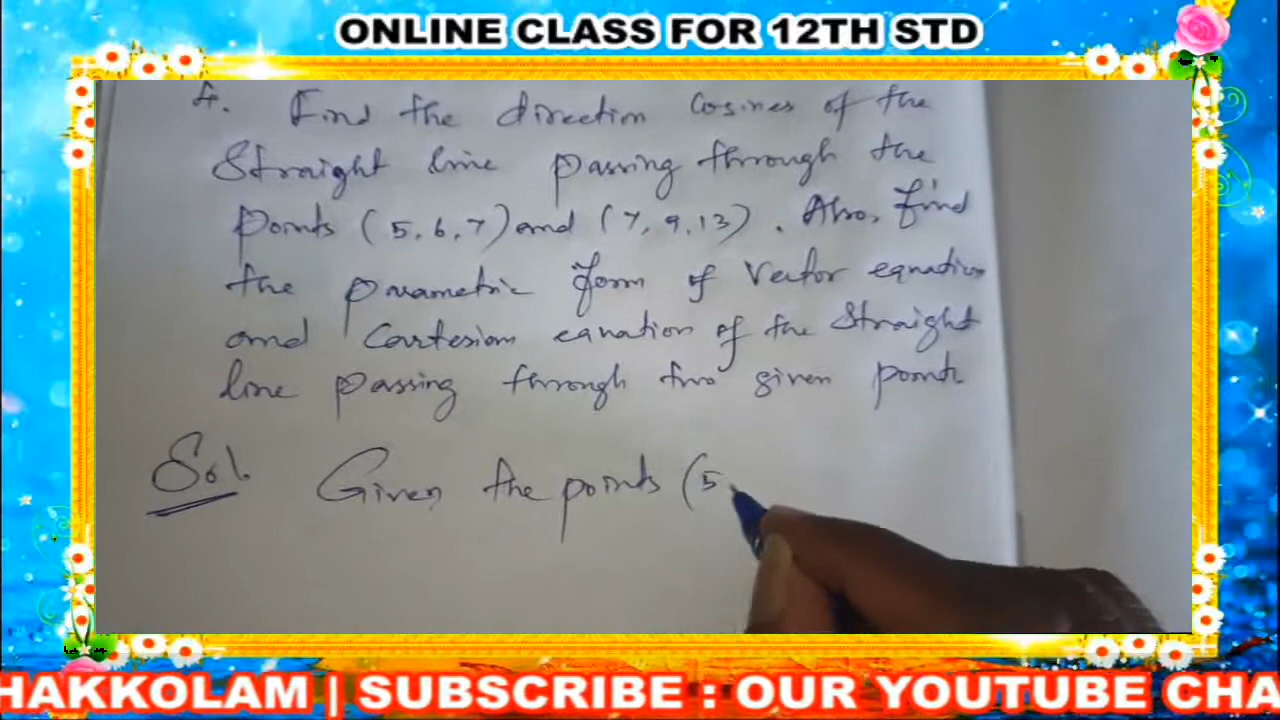 ONLINE CLASS FOR 12TH STD
4. Find the direction cosines of the
Straight line passing through the
points (5,6,7) and (7,9,13). Also, find
the parametric form of vector equation
and Cartesian equation of the Straight
line passing through two given points
Sol.
Given the points (5,
HAKKOLAM | SUBSCRIBE : OUR YOUTUBE CHA